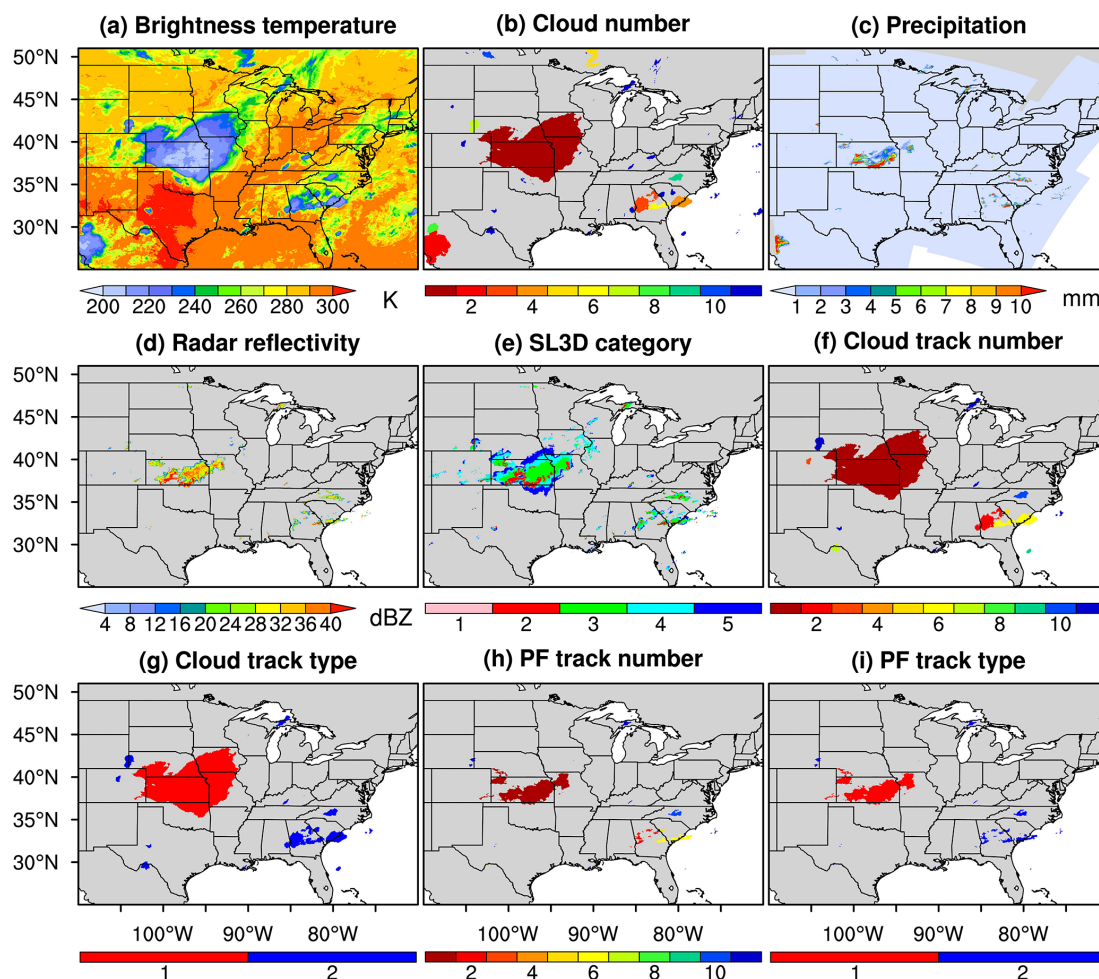 (a) Brightness temperature (b) Cloud number (c) Precipitation
50°N
45°N
40°N
35°N
30°N
200 220 240 260 280 300 K 2 4 6 8 10 1 2 3 4 5 6 7 8 9 10 mm
(d) Radar reflectivity (e) SL3D category (f) Cloud track number
50°N
45°N
40°N
35°N
30°N
4 8 12 16 20 24 28 32 36 40 dBZ 1 2 3 4 5 2 4 6 8 10
(g) Cloud track type (h) PF track number (i) PF track type
50°N
45°N
40°N
35°N
30°N
100°W 90°W 80°W 100°W 90°W 80°W 100°W 90°W 80°W
1 2 2 4 6 8 10 1 2